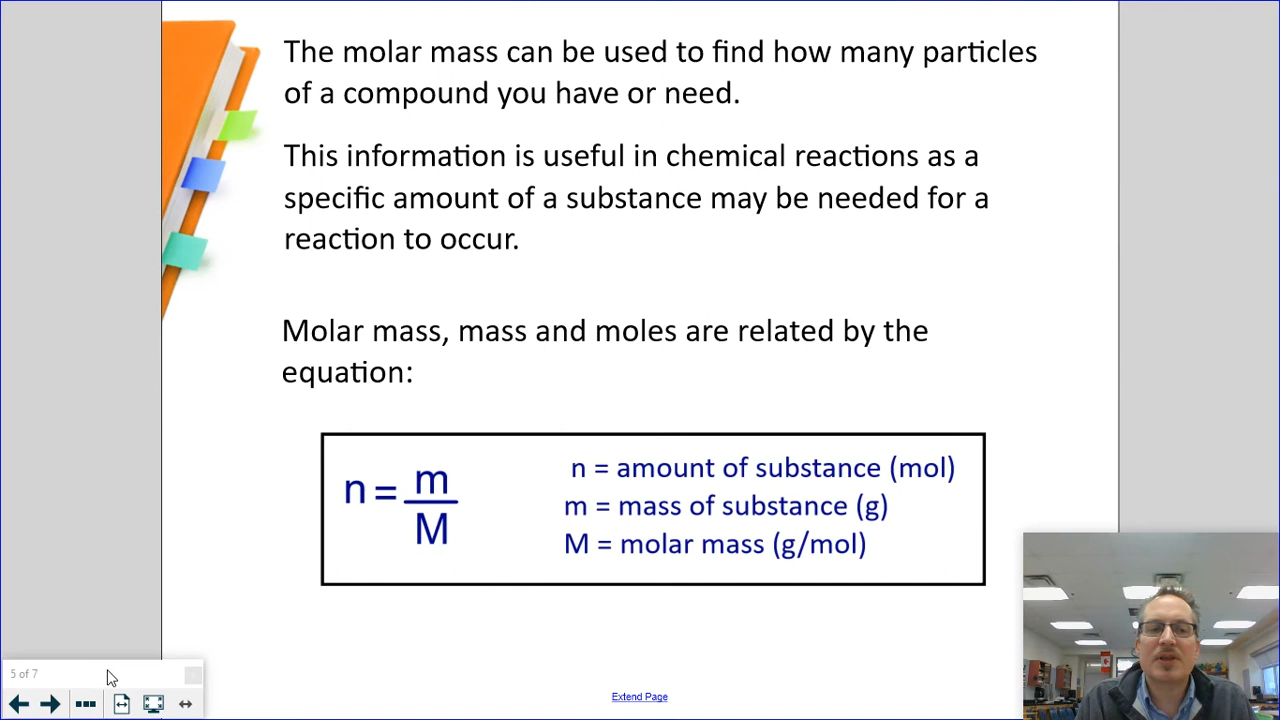 The molar mass can be used to find how many particles
of a compound you have or need.
This information is useful in chemical reactions as a
specific amount of a substance may be needed for a
reaction to occur.
Molar mass, mass and moles are related by the
equation:
n = m/M
n = amount of substance (mol)
m = mass of substance (g)
M = molar mass (g/mol)
5 of 7
Extend Page